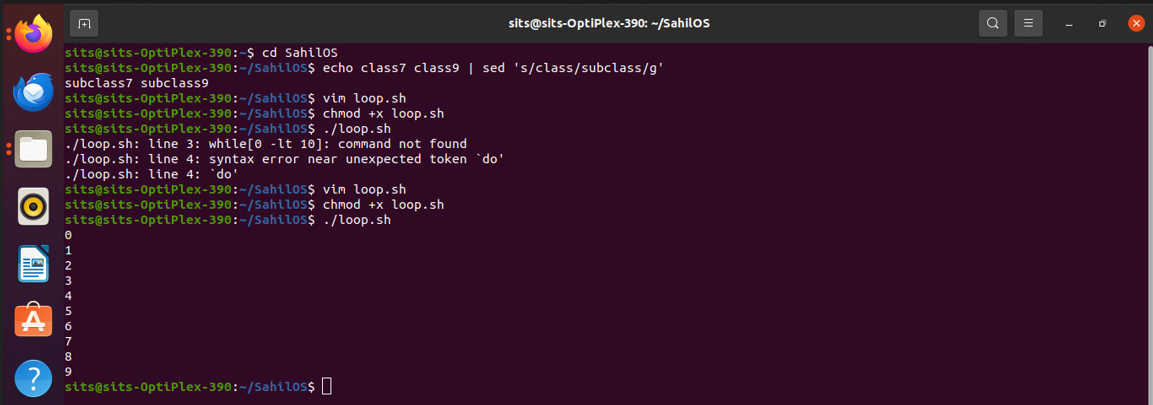 sits@sits-OptiPlex-390: ~/SahilOS
sits@sits-OptiPlex-390:~$ cd SahilOS
sits@sits-OptiPlex-390:~/SahilOS$ echo class7 class9 | sed 's/class/subclass/g'
subclass7 subclass9
sits@sits-OptiPlex-390:~/SahilOS$ vim loop.sh
sits@sits-OptiPlex-390:~/SahilOS$ chmod +x loop.sh
sits@sits-OptiPlex-390:~/SahilOS$ ./loop.sh
./loop.sh: line 3: while[0 -lt 10]: command not found
./loop.sh: line 4: syntax error near unexpected token `do'
./loop.sh: line 4: `do'
sits@sits-OptiPlex-390:~/SahilOS$ vim loop.sh
sits@sits-OptiPlex-390:~/SahilOS$ chmod +x loop.sh
sits@sits-OptiPlex-390:~/SahilOS$ ./loop.sh
0
1
2
3
4
5
6
7
8
9
sits@sits-OptiPlex-390:~/SahilOS$